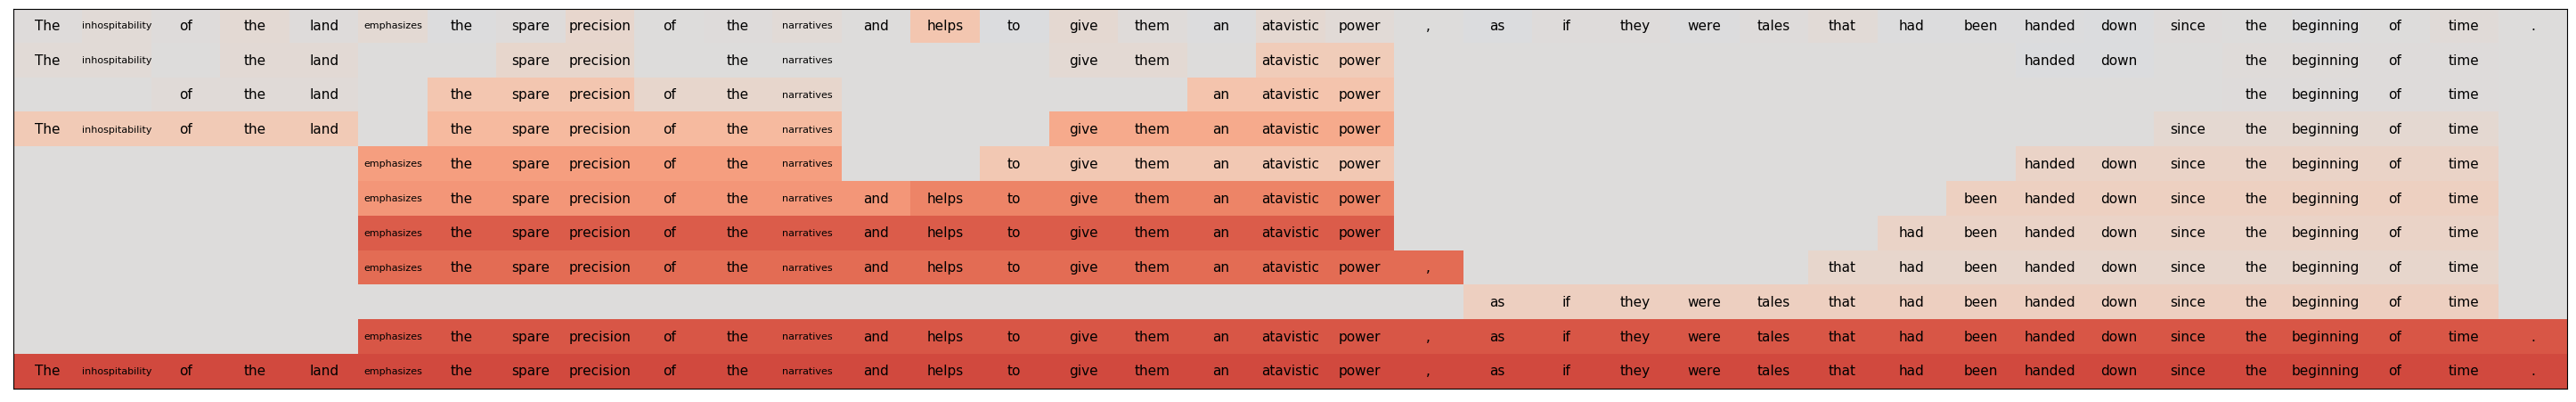 The inhospitability of the land emphasizes the spare precision of the narratives and helps to give them an atavistic power , as if they were tales that had been handed down since the beginning of time .
The inhospitability the land spare precision the narratives give them atavistic power handed down the beginning of time
of the land the spare precision of the narratives an atavistic power the beginning of time
The inhospitability of the land the spare precision of the narratives give them an atavistic power since the beginning of time
emphasizes the spare precision of the narratives to give them an atavistic power handed down since the beginning of time
emphasizes the spare precision of the narratives and helps to give them an atavistic power been handed down since the beginning of time
emphasizes the spare precision of the narratives and helps to give them an atavistic power had been handed down since the beginning of time
emphasizes the spare precision of the narratives and helps to give them an atavistic power , that had been handed down since the beginning of time
as if they were tales that had been handed down since the beginning of time
emphasizes the spare precision of the narratives and helps to give them an atavistic power , as if they were tales that had been handed down since the beginning of time .
The inhospitability of the land emphasizes the spare precision of the narratives and helps to give them an atavistic power , as if they were tales that had been handed down since the beginning of time .